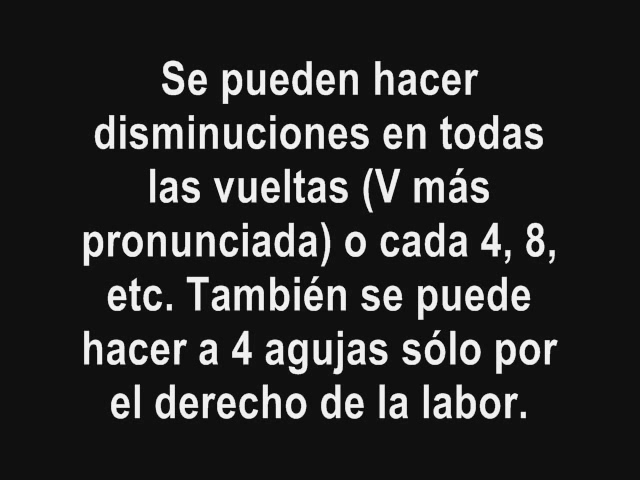 Se pueden hacer
disminuciones en todas
las vueltas (V más
pronunciada) o cada 4, 8,
etc. También se puede
hacer a 4 agujas sólo por
el derecho de la labor.